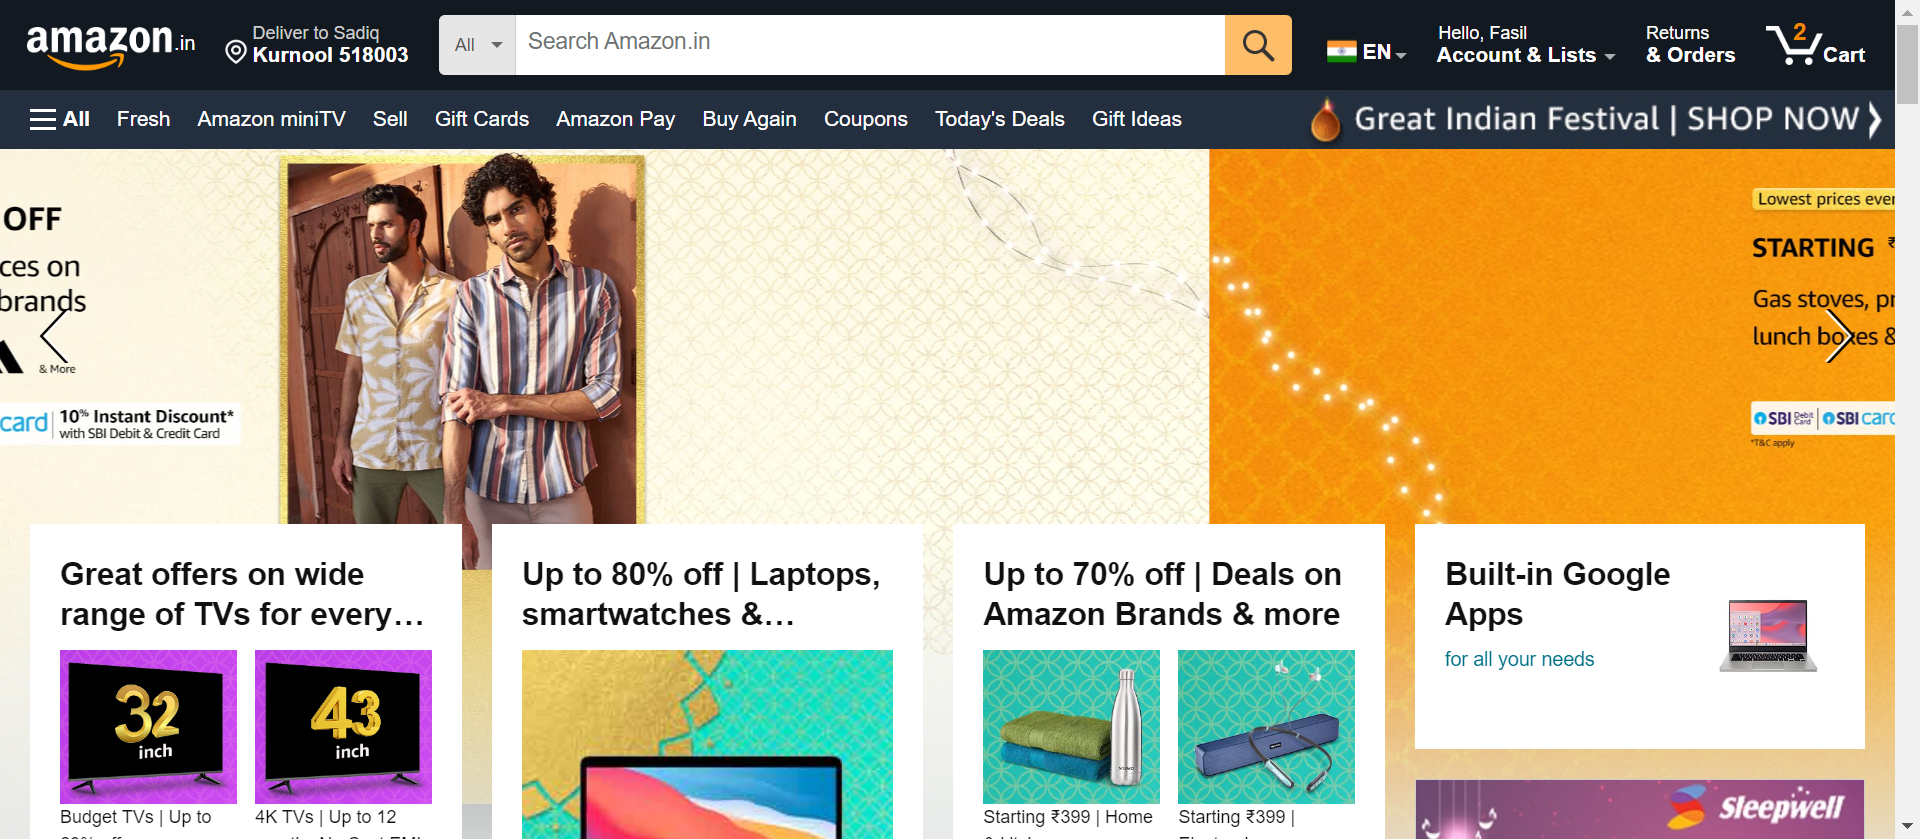 amazon.in
Deliver to Sadiq
Kurnool 518003
All
Search Amazon.in
EN
Hello, Fasil
Account & Lists
Returns
& Orders
2
Cart
All
Fresh
Amazon miniTV
Sell
Gift Cards
Amazon Pay
Buy Again
Coupons
Today's Deals
Gift Ideas
Great Indian Festival | SHOP NOW
OFF
ces on
brands
& More
card
10% Instant Discount*
with SBI Debit & Credit Card
Lowest prices ever
STARTING ₹
Gas stoves, pr
lunch boxes &
SBI Debit Card | SBI card
*T&C apply
Great offers on wide
range of TVs for every…
32
inch
43
inch
Budget TVs | Up to
4K TVs | Up to 12
Up to 80% off | Laptops,
smartwatches &…
Up to 70% off | Deals on
Amazon Brands & more
Starting ₹399 | Home
Starting ₹399 |
Built-in Google
Apps
for all your needs
Sleepwell